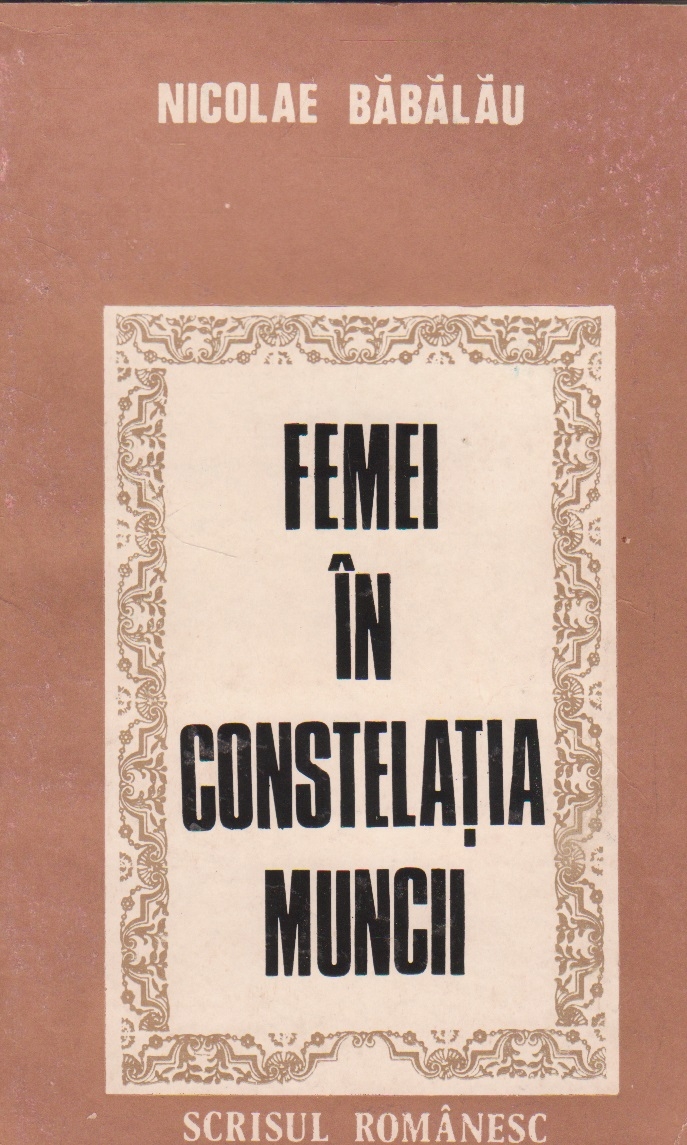 NICOLAE BĂBĂLĂU
FEMEI
ÎN
CONSTELAȚIA
MUNCII
SCRISUL ROMÂNESC